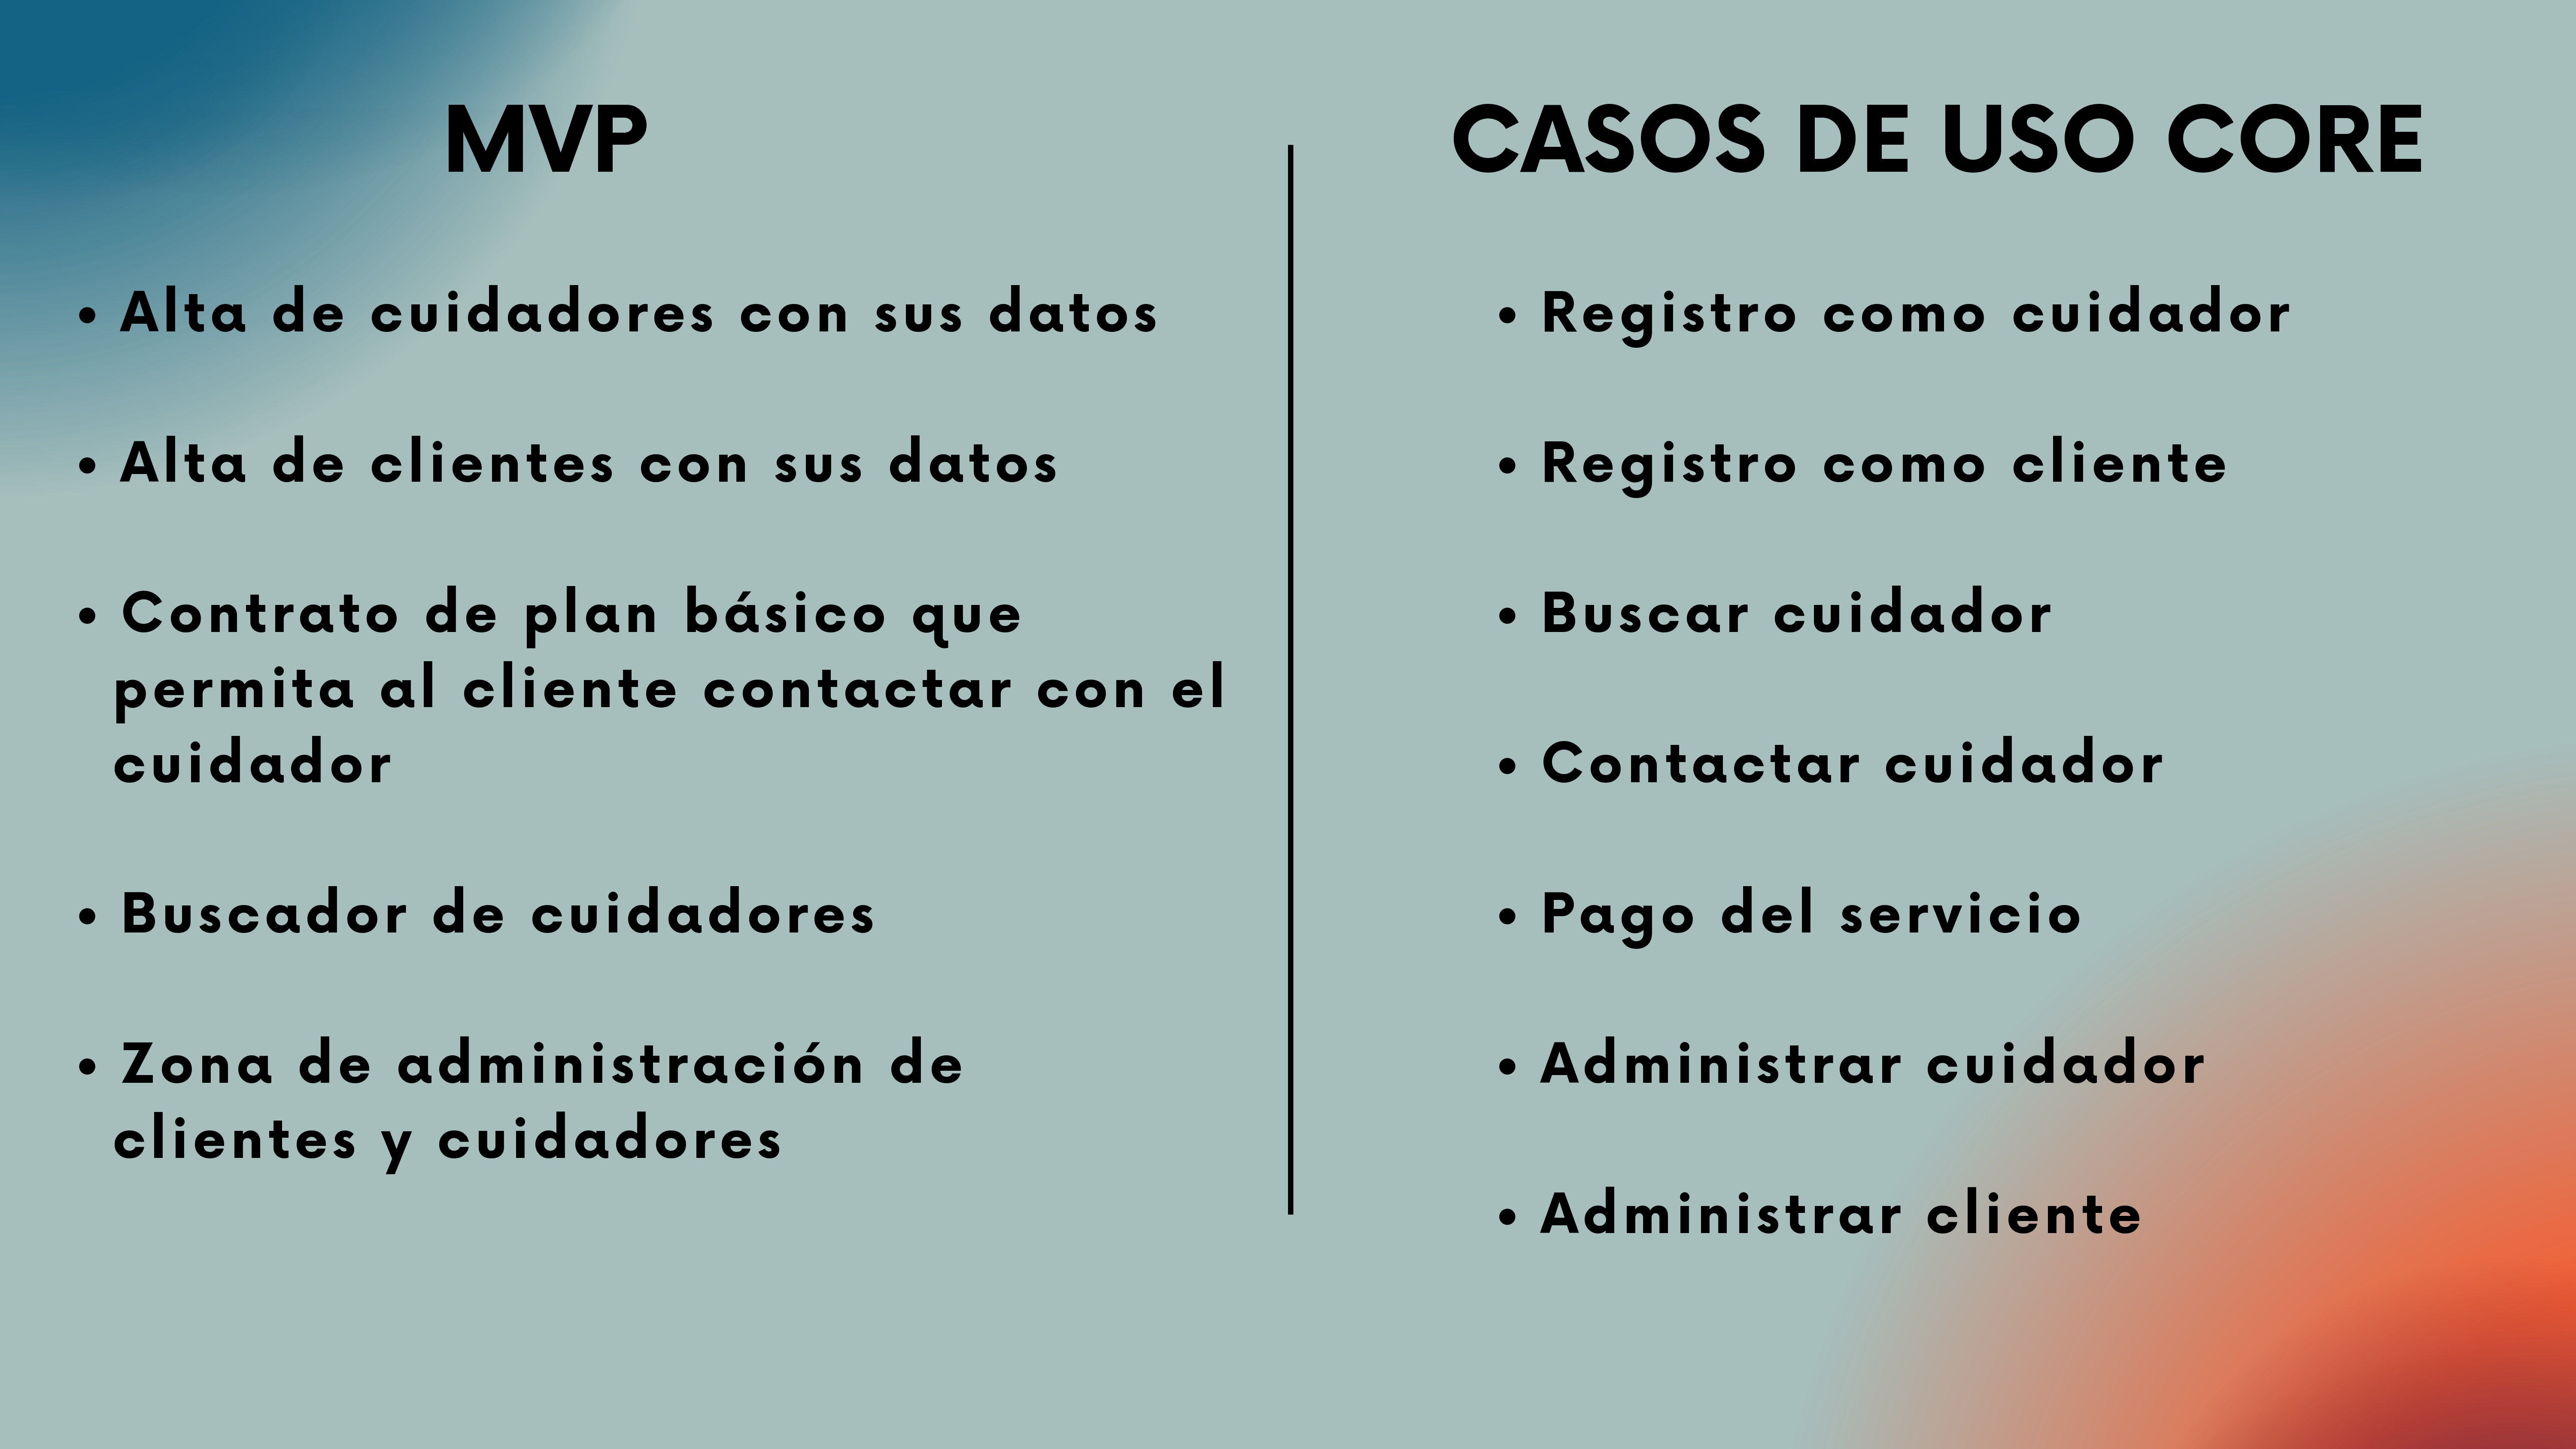 MVP
• Alta de cuidadores con sus datos
• Alta de clientes con sus datos
• Contrato de plan básico que
permita al cliente contactar con el
cuidador
• Buscador de cuidadores
• Zona de administración de
clientes y cuidadores
CASOS DE USO CORE
• Registro como cuidador
• Registro como cliente
• Buscar cuidador
• Contactar cuidador
• Pago del servicio
• Administrar cuidador
• Administrar cliente